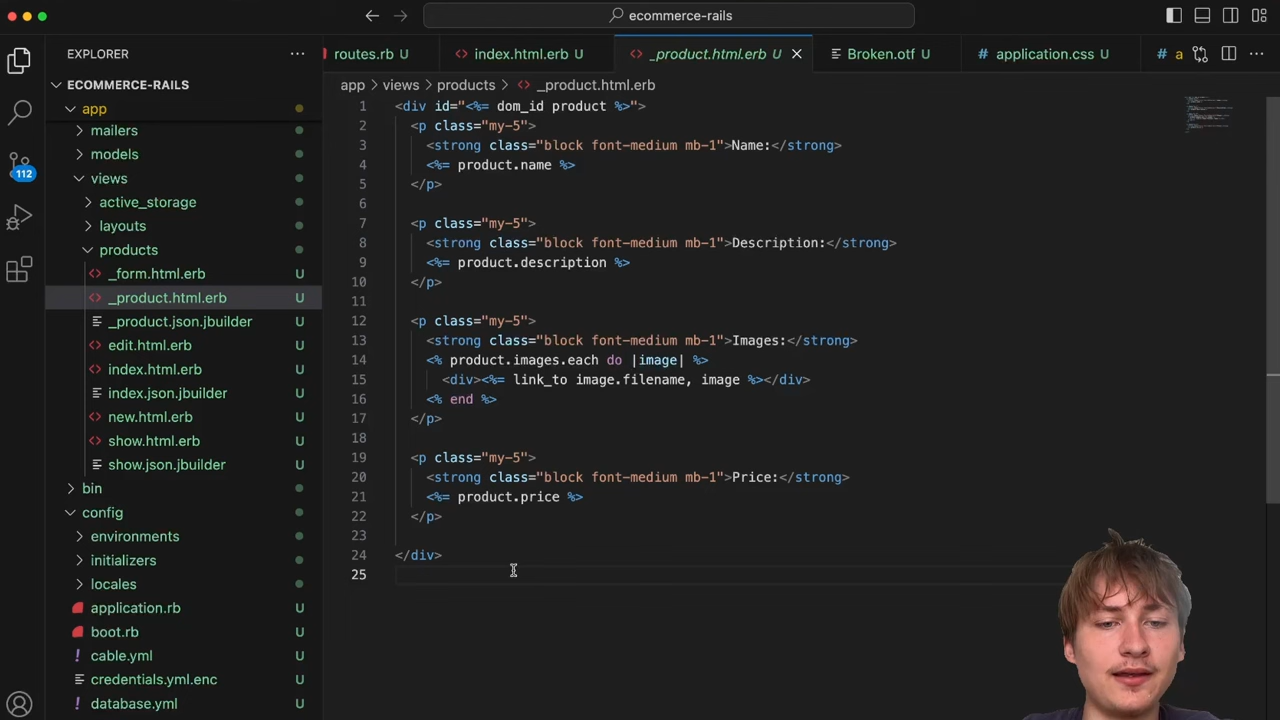 ecommerce-rails
EXPLORER
routes.rb U
index.html.erb U
_product.html.erb U
Broken.otf U
# application.css U
# a
ECOMMERCE-RAILS
app > views > products > _product.html.erb
app
mailers
models
views
active_storage
layouts
products
_form.html.erb U
_product.html.erb U
_product.json.jbuilder U
edit.html.erb U
index.html.erb U
index.json.jbuilder U
new.html.erb U
show.html.erb U
show.json.jbuilder U
bin
config
environments
initializers
locales
application.rb U
boot.rb U
! cable.yml U
credentials.yml.enc U
! database.yml U
112
1 <div id="<%= dom_id product %>">
2 <p class="my-5">
3 <strong class="block font-medium mb-1">Name:</strong>
4 <%= product.name %>
5 </p>
6
7 <p class="my-5">
8 <strong class="block font-medium mb-1">Description:</strong>
9 <%= product.description %>
10 </p>
11
12 <p class="my-5">
13 <strong class="block font-medium mb-1">Images:</strong>
14 <% product.images.each do |image| %>
15 <div><%= link_to image.filename, image %></div>
16 <% end %>
17 </p>
18
19 <p class="my-5">
20 <strong class="block font-medium mb-1">Price:</strong>
21 <%= product.price %>
22 </p>
23
24 </div>
25